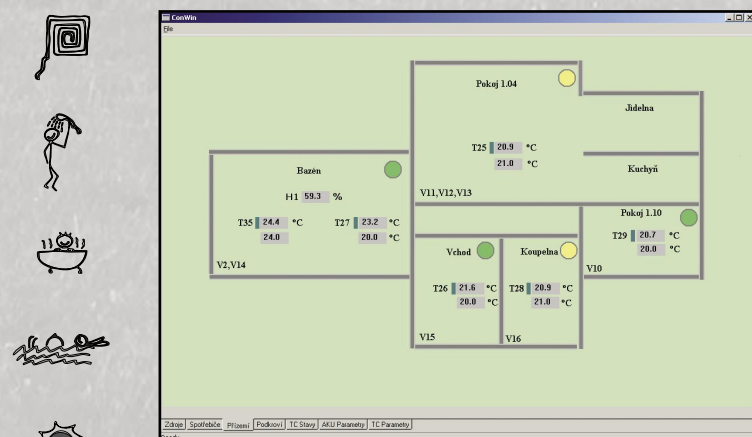 ConWin
File
Pokoj 1.04
Jídelna
T25 20.9 °C
21.0 °C
Kuchyň
V11,V12,V13
Bazén
H1 59.3 %
T35 24.4 °C T27 23.2 °C
24.0 20.0 °C
V2,V14
Pokoj 1.10
T29 20.7 °C
20.0 °C
V10
Vchod
T26 21.6 °C
20.0 °C
V15
Koupelna
T28 20.9 °C
21.0 °C
V16
Zdroje Spotřebiče Přízemí Podkroví TC Stavy AKU Parametry TC Parametry